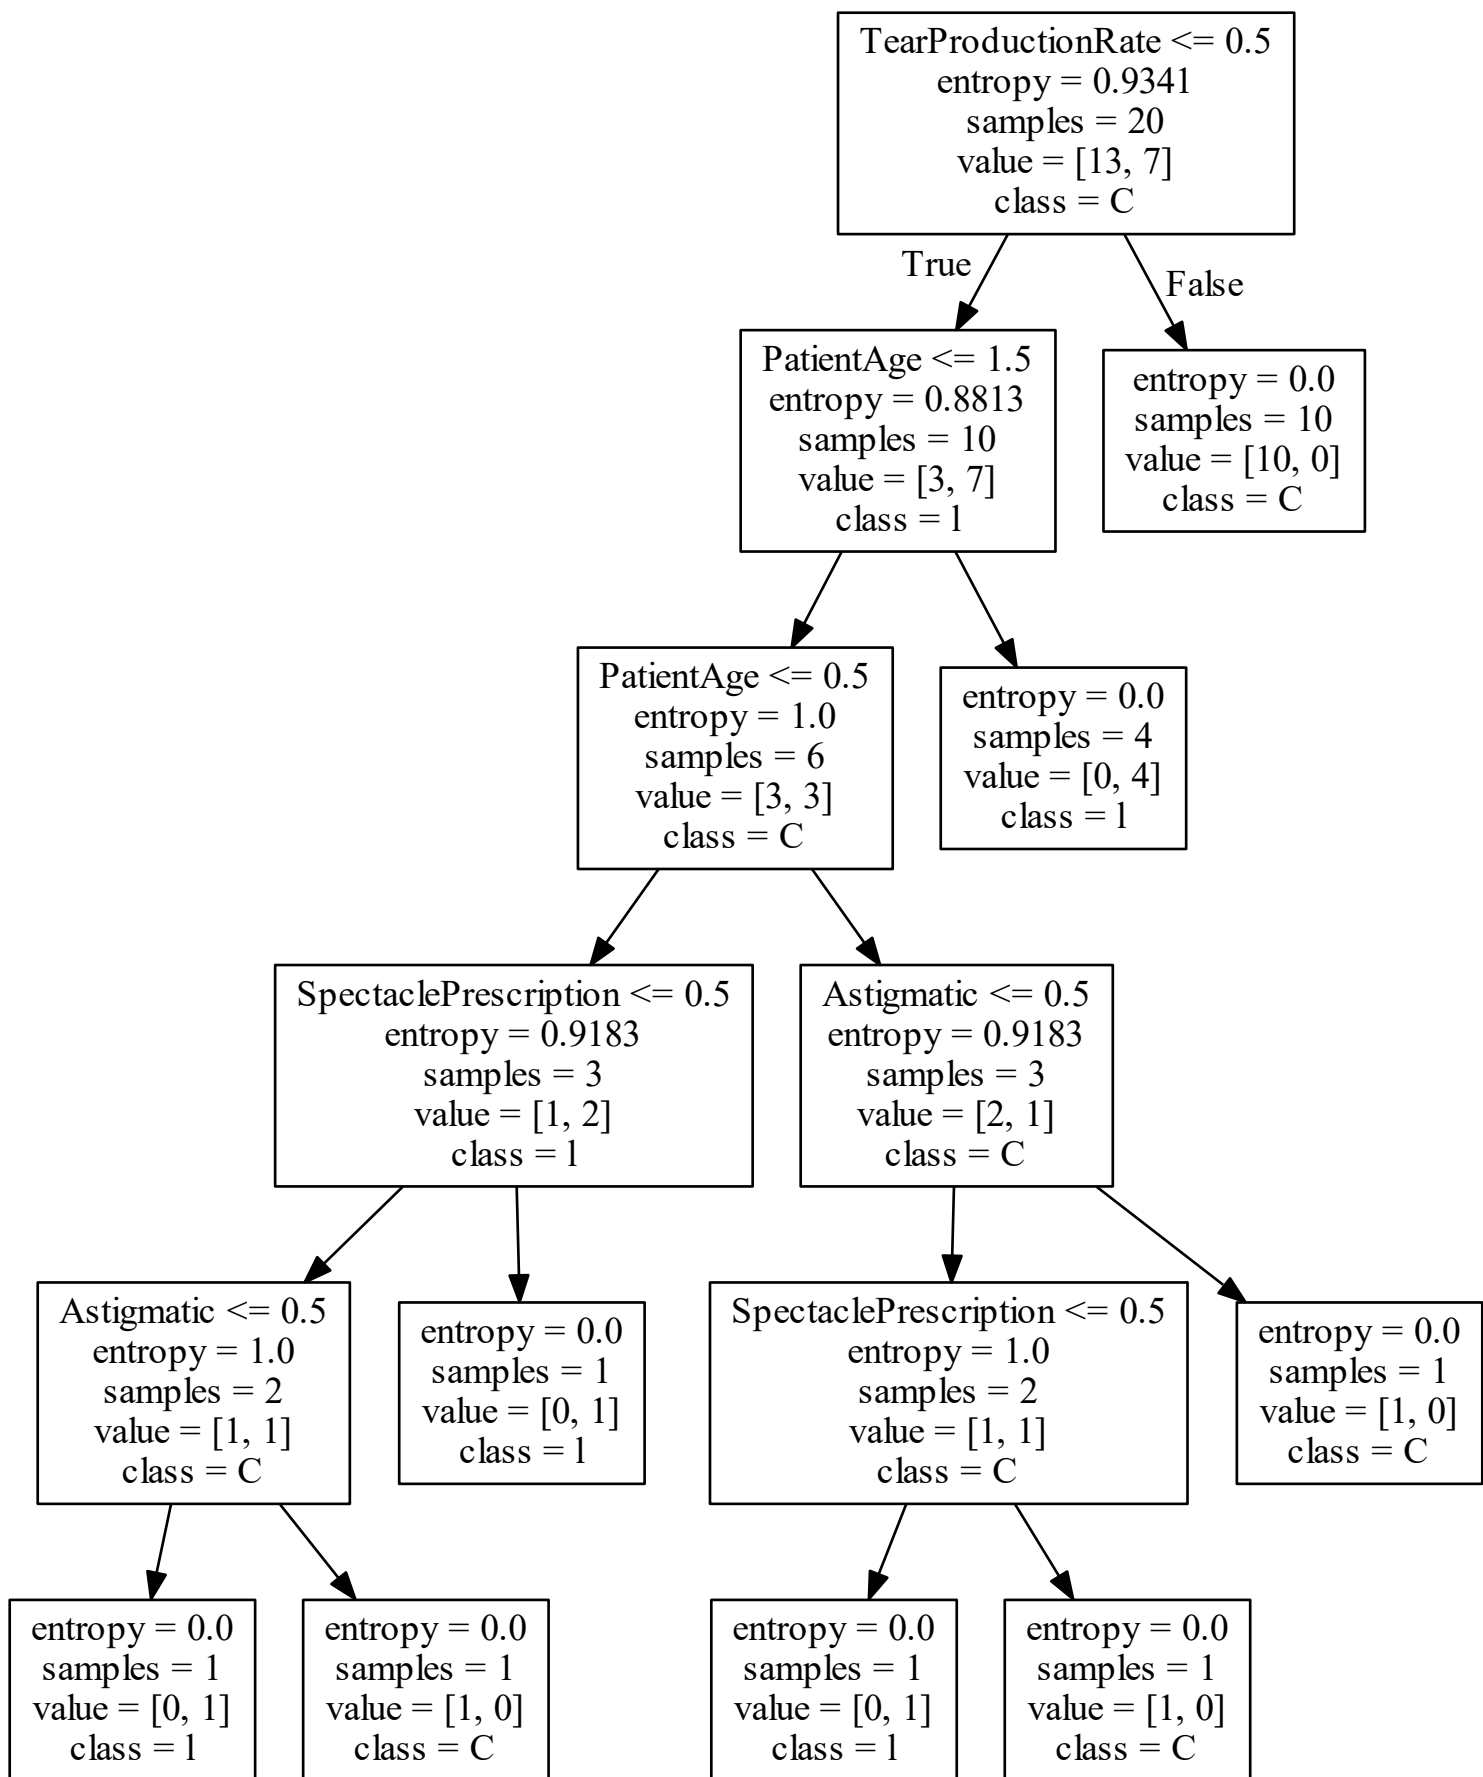 TearProductionRate <= 0.5
entropy = 0.9341
samples = 20
value = [13, 7]
class = C
True
False
PatientAge <= 1.5
entropy = 0.8813
samples = 10
value = [3, 7]
class = l
entropy = 0.0
samples = 10
value = [10, 0]
class = C
PatientAge <= 0.5
entropy = 1.0
samples = 6
value = [3, 3]
class = C
entropy = 0.0
samples = 4
value = [0, 4]
class = l
SpectaclePrescription <= 0.5
entropy = 0.9183
samples = 3
value = [1, 2]
class = l
Astigmatic <= 0.5
entropy = 0.9183
samples = 3
value = [2, 1]
class = C
Astigmatic <= 0.5
entropy = 1.0
samples = 2
value = [1, 1]
class = C
entropy = 0.0
samples = 1
value = [0, 1]
class = l
SpectaclePrescription <= 0.5
entropy = 1.0
samples = 2
value = [1, 1]
class = C
entropy = 0.0
samples = 1
value = [1, 0]
class = C
entropy = 0.0
samples = 1
value = [0, 1]
class = l
entropy = 0.0
samples = 1
value = [1, 0]
class = C
entropy = 0.0
samples = 1
value = [0, 1]
class = l
entropy = 0.0
samples = 1
value = [1, 0]
class = C